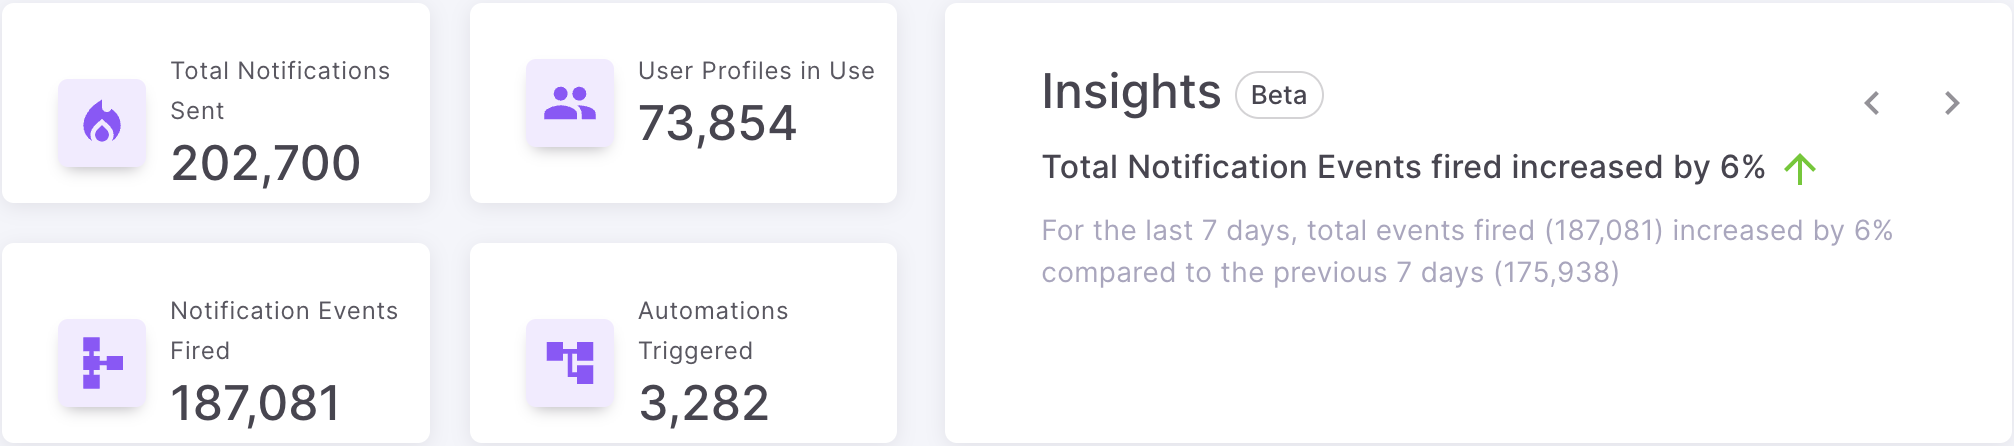 Total Notifications
Sent
202,700
User Profiles in Use
73,854
Notification Events
Fired
187,081
Automations
Triggered
3,282
Insights Beta
Total Notification Events fired increased by 6%
For the last 7 days, total events fired (187,081) increased by 6%
compared to the previous 7 days (175,938)